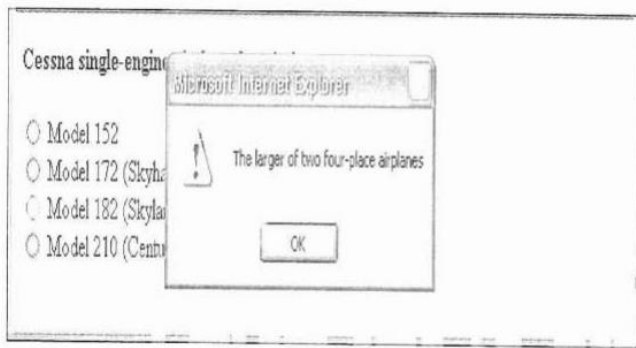 Cessna single-engine
Microsoft Internet Explorer
Model 152
The larger of two four-place airplanes
Model 172 (Skyha
Model 182 (Skyla
Model 210 (Centu
OK